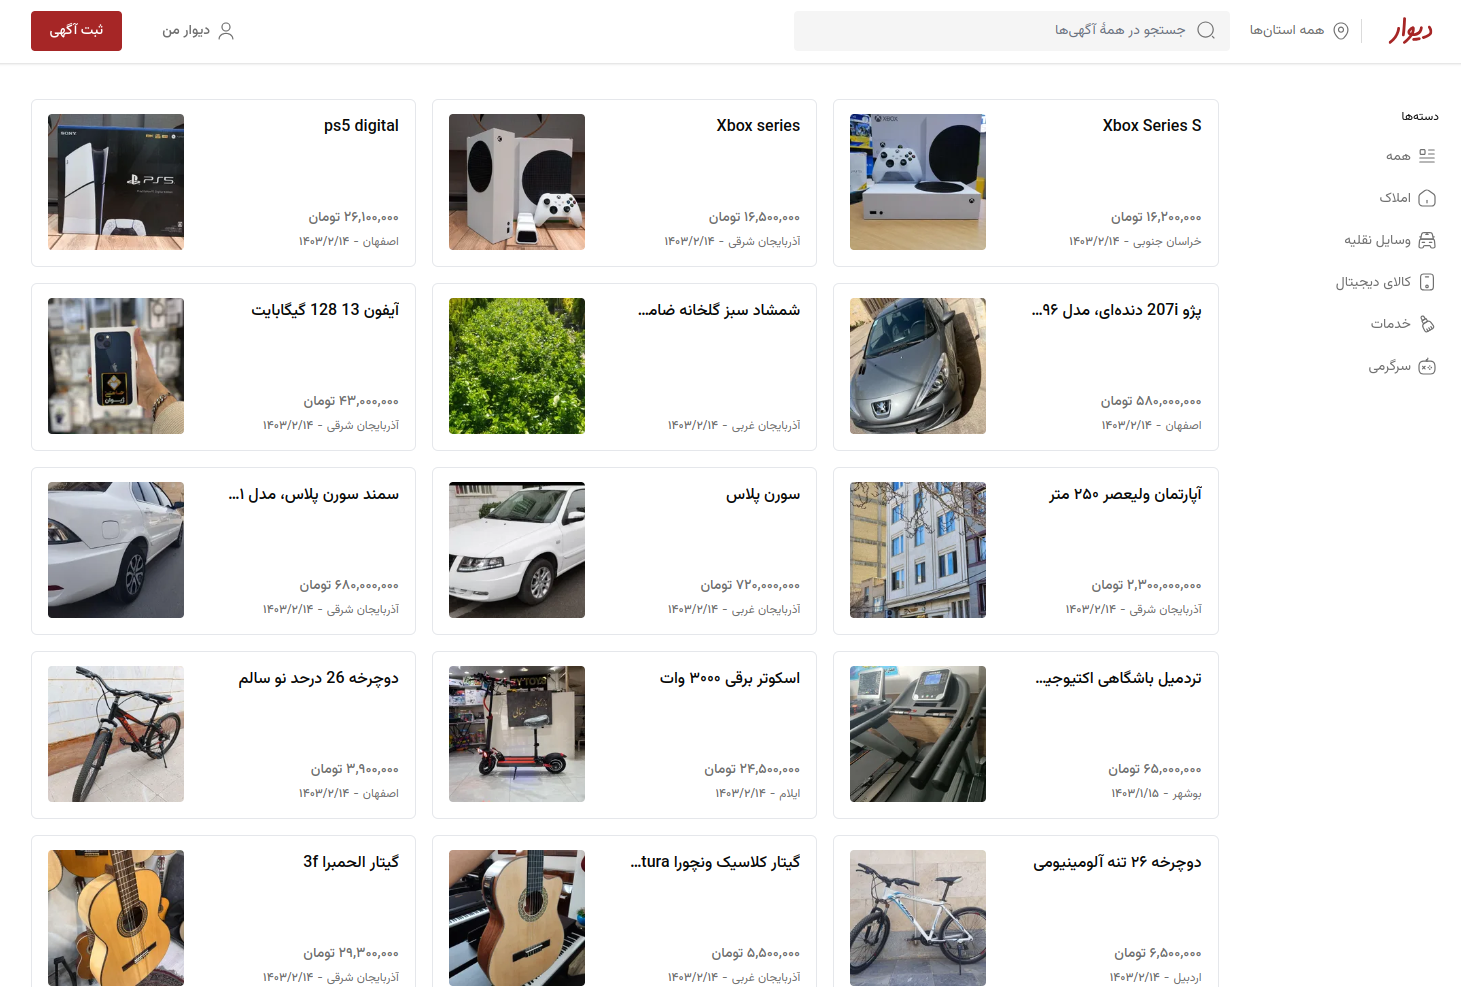 دیوار
همه استان‌ها
جستجو در همهٔ آگهی‌ها
دیوار من
ثبت آگهی
دسته‌ها
همه
املاک
وسایل نقلیه
کالای دیجیتال
خدمات
سرگرمی
Xbox Series S
۱۶,۲۰۰,۰۰۰ تومان
خراسان جنوبی - ۱۴۰۳/۲/۱۴
Xbox series
۱۶,۵۰۰,۰۰۰ تومان
آذربایجان شرقی - ۱۴۰۳/۲/۱۴
ps5 digital
۲۶,۱۰۰,۰۰۰ تومان
اصفهان - ۱۴۰۳/۲/۱۴
SONY
PS5
پژو 207i دنده‌ای، مدل ۹۶...
۵۸۰,۰۰۰,۰۰۰ تومان
اصفهان - ۱۴۰۳/۲/۱۴
شمشاد سبز گلخانه ضام...
آذربایجان غربی - ۱۴۰۳/۲/۱۴
آیفون 13 128 گیگابایت
۴۳,۰۰۰,۰۰۰ تومان
آذربایجان شرقی - ۱۴۰۳/۲/۱۴
آپارتمان ولیعصر ۲۵۰ متر
۲,۳۰۰,۰۰۰,۰۰۰ تومان
آذربایجان شرقی - ۱۴۰۳/۲/۱۴
سورن پلاس
۷۲۰,۰۰۰,۰۰۰ تومان
آذربایجان غربی - ۱۴۰۳/۲/۱۴
سمند سورن پلاس، مدل ۱...
۶۸۰,۰۰۰,۰۰۰ تومان
آذربایجان شرقی - ۱۴۰۳/۲/۱۴
تردمیل باشگاهی اکتیوجی...
۶۵,۰۰۰,۰۰۰ تومان
بوشهر - ۱۴۰۳/۱/۱۵
اسکوتر برقی ۳۰۰۰ وات
۲۴,۵۰۰,۰۰۰ تومان
ایلام - ۱۴۰۳/۲/۱۴
دوچرخه 26 درحد نو سالم
۳,۹۰۰,۰۰۰ تومان
اصفهان - ۱۴۰۳/۲/۱۴
دوچرخه ۲۶ تنه آلومینیومی
۶,۵۰۰,۰۰۰ تومان
اردبیل - ۱۴۰۳/۲/۱۴
گیتار کلاسیک ونچورا tura...
۵,۵۰۰,۰۰۰ تومان
آذربایجان غربی - ۱۴۰۳/۲/۱۴
گیتار الحمبرا 3f
۲۹,۳۰۰,۰۰۰ تومان
آذربایجان شرقی - ۱۴۰۳/۲/۱۴